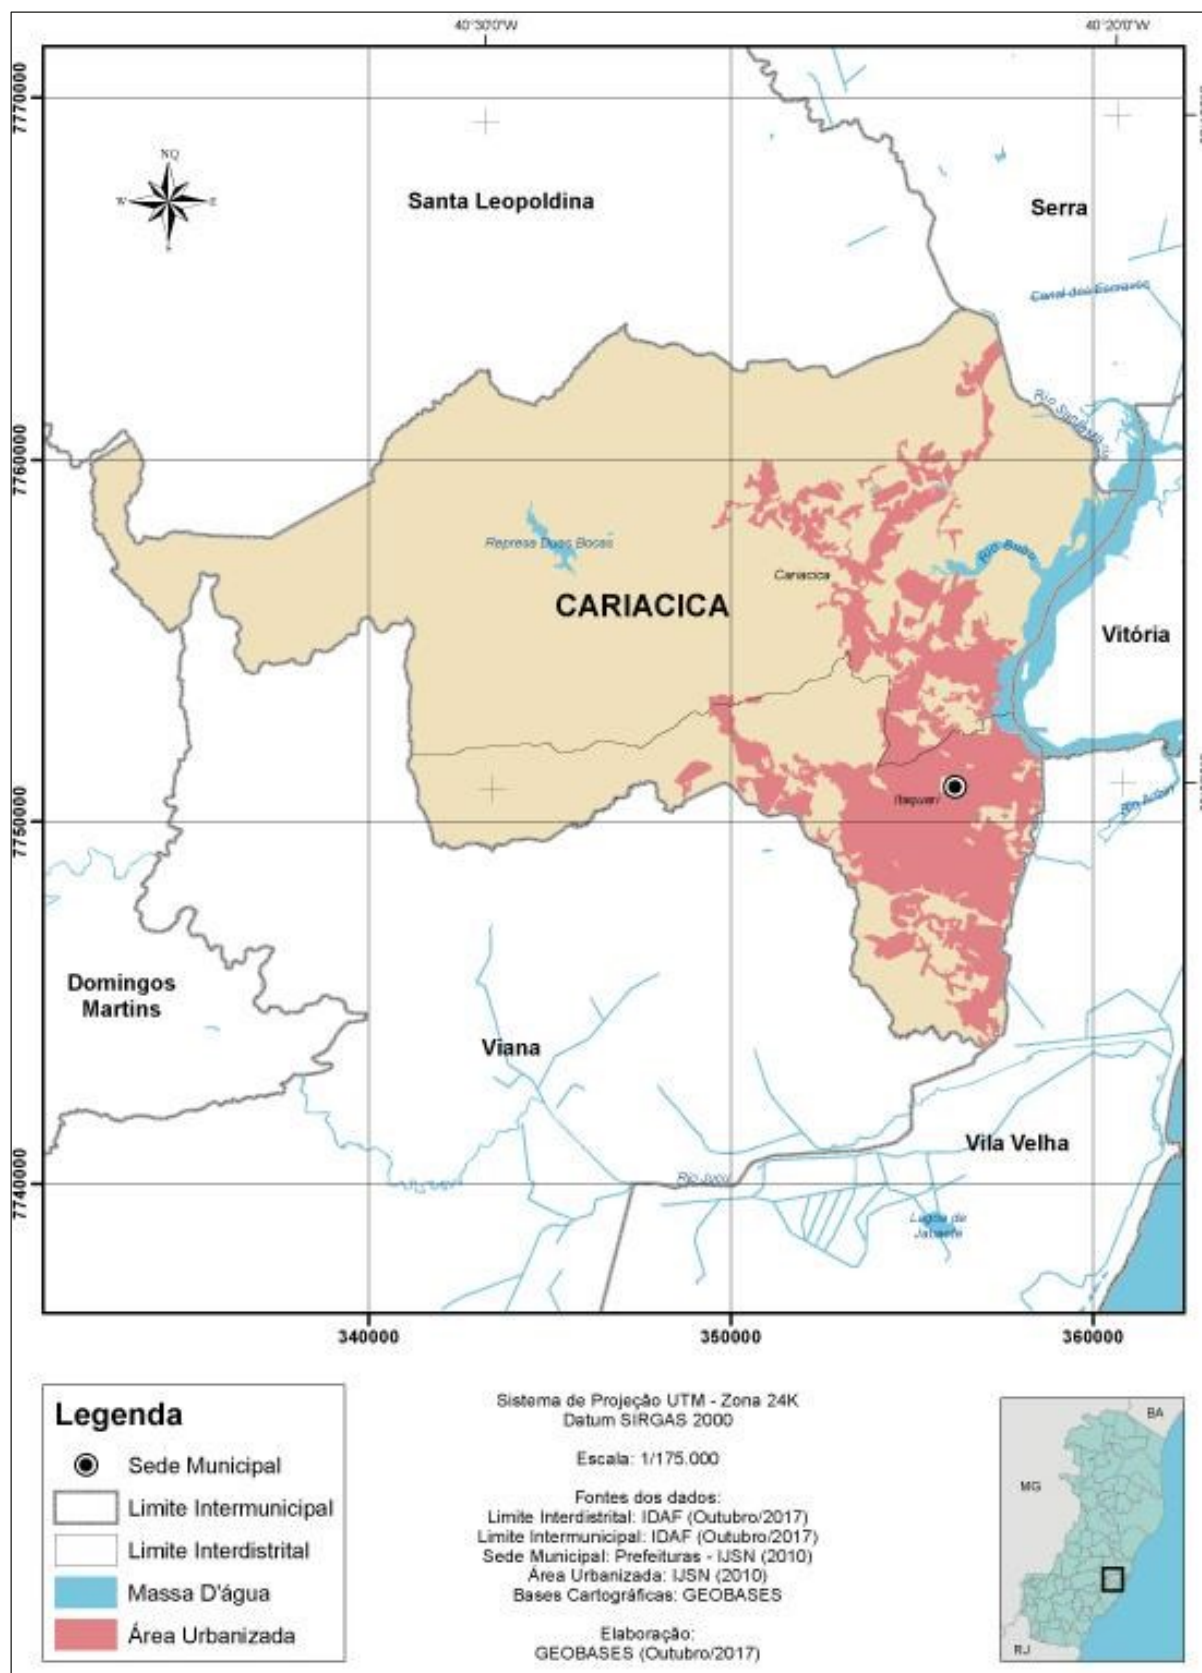 40°30'0"W
40°20'0"W
7770000
NQ
W
E
S
Santa Leopoldina
Serra
Canal dos Escravos
7760000
Represa Duas Bocas
Rio Bubu
Cariacica
CARIACICA
Vitória
7750000
Itaquari
Domingos
Martins
Viana
Vila Velha
7740000
Rio Jucu
Lagoa de
Jabaete
340000
350000
360000
Legenda
Sede Municipal
Limite Intermunicipal
Limite Interdistrital
Massa D'água
Área Urbanizada
Sistema de Projeção UTM - Zona 24K
Datum SIRGAS 2000
Escala: 1/175.000
Fontes dos dados:
Limite Interdistrital: IDAF (Outubro/2017)
Limite Intermunicipal: IDAF (Outubro/2017)
Sede Municipal: Prefeituras - IJSN (2010)
Área Urbanizada: IJSN (2010)
Bases Cartográficas: GEOBASES
Elaboração:
GEOBASES (Outubro/2017)
BA
MG
RJ